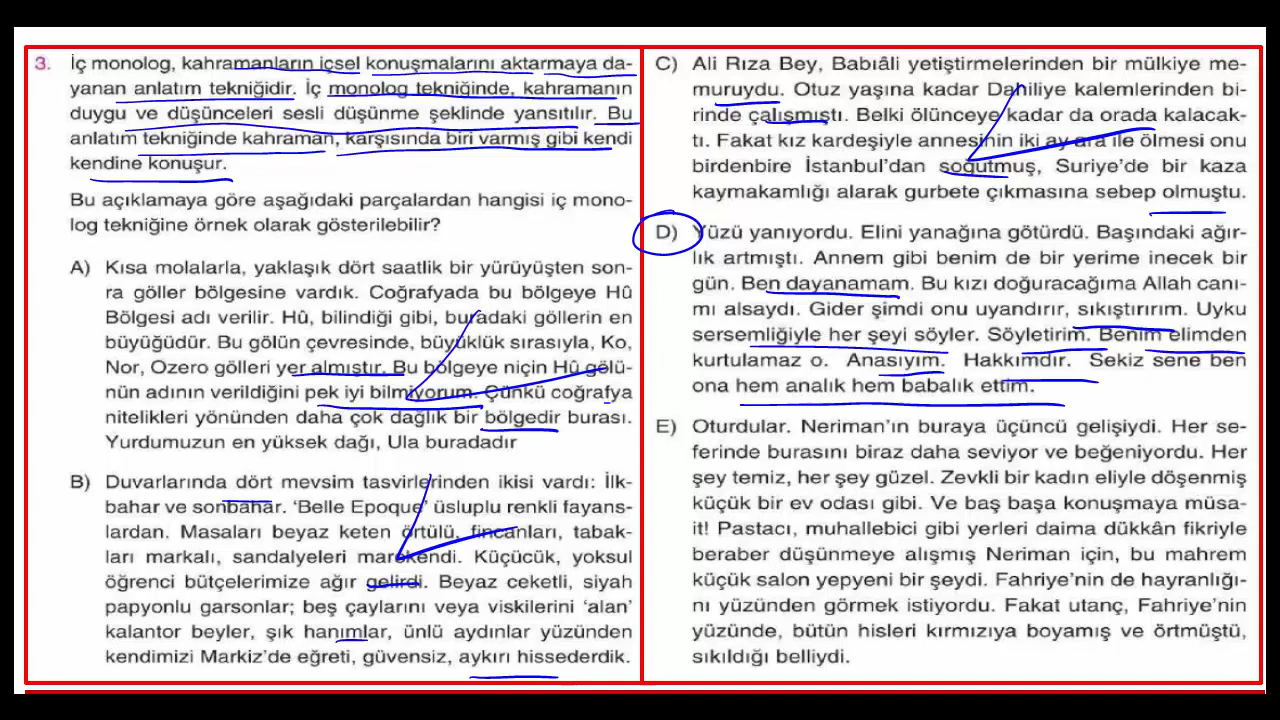 3. İç monolog, kahramanların içsel konuşmalarını aktarmaya da-
yanan anlatım tekniğidir. İç monolog tekniğinde, kahramanın
duygu ve düşünceleri sesli düşünme şeklinde yansıtılır. Bu
anlatım tekniğinde kahraman, karşısında biri varmış gibi kendi
kendine konuşur.
Bu açıklamaya göre aşağıdaki parçalardan hangisi iç mono-
log tekniğine örnek olarak gösterilebilir?
A) Kısa molalarla, yaklaşık dört saatlik bir yürüyüşten son-
ra göller bölgesine vardık. Coğrafyada bu bölgeye Hû
Bölgesi adı verilir. Hû, bilindiği gibi, buradaki göllerin en
büyüğüdür. Bu gölün çevresinde, büyüklük sırasıyla, Ko,
Nor, Ozero gölleri yer almıştır. Bu bölgeye niçin Hû gölü-
nün adının verildiğini pek iyi bilmiyorum. Çünkü coğrafya
nitelikleri yönünden daha çok dağlık bir bölgedir burası.
Yurdumuzun en yüksek dağı, Ula buradadır
B) Duvarlarında dört mevsim tasvirlerinden ikisi vardı: İlk-
bahar ve sonbahar. ‘Belle Epoque’ üsluplu renkli fayans-
lardan. Masaları beyaz keten örtülü, fincanları, tabak-
ları markalı, sandalyeleri marokendi. Küçücük, yoksul
öğrenci bütçelerimize ağır gelirdi. Beyaz ceketli, siyah
papyonlu garsonlar; beş çaylarını veya viskilerini ‘alan’
kalantor beyler, şık hanımlar, ünlü aydınlar yüzünden
kendimizi Markiz’de eğreti, güvensiz, aykırı hissederdik.
C) Ali Rıza Bey, Babıâli yetiştirmelerinden bir mülkiye me-
muruydu. Otuz yaşına kadar Dahiliye kalemlerinden bi-
rinde çalışmıştı. Belki ölünceye kadar da orada kalacak-
tı. Fakat kız kardeşiyle annesinin iki ay ara ile ölmesi onu
birdenbire İstanbul’dan soğutmuş, Suriye’de bir kaza
kaymakamlığı alarak gurbete çıkmasına sebep olmuştu.
D) Yüzü yanıyordu. Elini yanağına götürdü. Başındaki ağır-
lık artmıştı. Annem gibi benim de bir yerime inecek bir
gün. Ben dayanamam. Bu kızı doğuracağıma Allah canı-
mı alsaydı. Gider şimdi onu uyandırır, sıkıştırırım. Uyku
sersemliğiyle her şeyi söyler. Söyletirim. Benim elimden
kurtulamaz o. Anasıyım. Hakkımdır. Sekiz sene ben
ona hem analık hem babalık ettim.
E) Oturdular. Neriman’ın buraya üçüncü gelişiydi. Her se-
ferinde burasını biraz daha seviyor ve beğeniyordu. Her
şey temiz, her şey güzel. Zevkli bir kadın eliyle döşenmiş
küçük bir ev odası gibi. Ve baş başa konuşmaya müsa-
it! Pastacı, muhallebici gibi yerleri daima dükkân fikriyle
beraber düşünmeye alışmış Neriman için, bu mahrem
küçük salon yepyeni bir şeydi. Fahriye’nin de hayranlığı-
nı yüzünden görmek istiyordu. Fakat utanç, Fahriye’nin
yüzünde, bütün hisleri kırmızıya boyamış ve örtmüştü,
sıkıldığı belliydi.